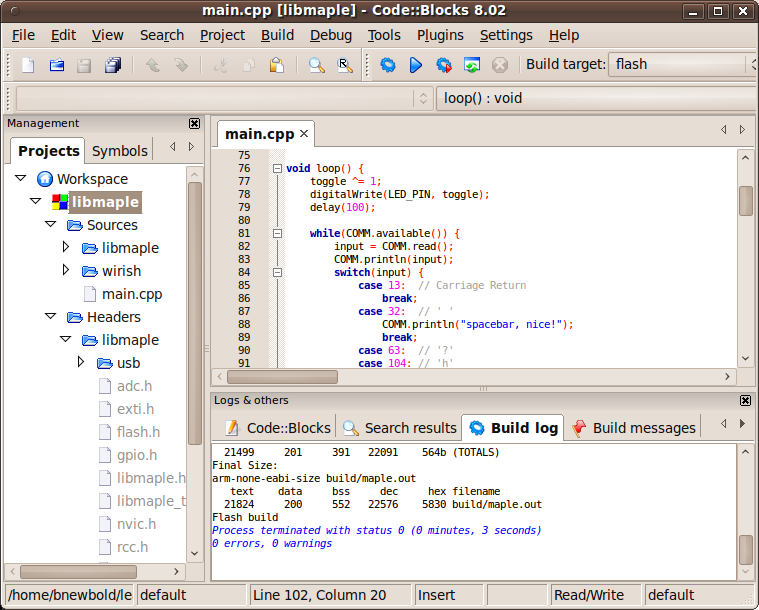 main.cpp [libmaple] - Code::Blocks 8.02
File Edit View Search Project Build Debug Tools Plugins Settings Help
Build target: flash
loop() : void
Management
Projects Symbols
Workspace
libmaple
Sources
libmaple
wirish
main.cpp
Headers
libmaple
usb
adc.h
exti.h
flash.h
gpio.h
libmaple.h
libmaple_t
nvic.h
rcc.h
main.cpp
75
76 void loop() {
77 toggle ^= 1;
78 digitalWrite(LED_PIN, toggle);
79 delay(100);
80
81 while(COMM.available()) {
82 input = COMM.read();
83 COMM.println(input);
84 switch(input) {
85 case 13: // Carriage Return
86 break;
87 case 32: // ' '
88 COMM.println("spacebar, nice!");
89 break;
90 case 63: // '?'
91 case 104: // 'h'
Logs & others
Code::Blocks Search results Build log Build messages
21499 201 391 22091 564b (TOTALS)
Final Size:
arm-none-eabi-size build/maple.out
text data bss dec hex filename
21824 200 552 22576 5830 build/maple.out
Flash build
Process terminated with status 0 (0 minutes, 3 seconds)
0 errors, 0 warnings
/home/bnewbold/le default Line 102, Column 20 Insert Read/Write default